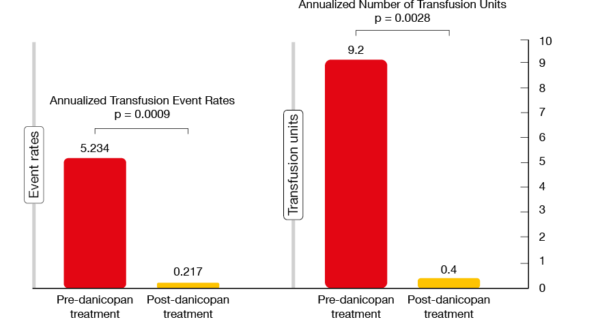 Annualized Number of Transfusion Units
p = 0.0028
9.2
Annualized Transfusion Event Rates
p = 0.0009
5.234
0.217
0.4
Event rates
Transfusion units
10
9
8
7
6
5
4
3
2
1
0
Pre-danicopan
treatment
Post-danicopan
treatment
Pre-danicopan
treatment
Post-danicopan
treatment